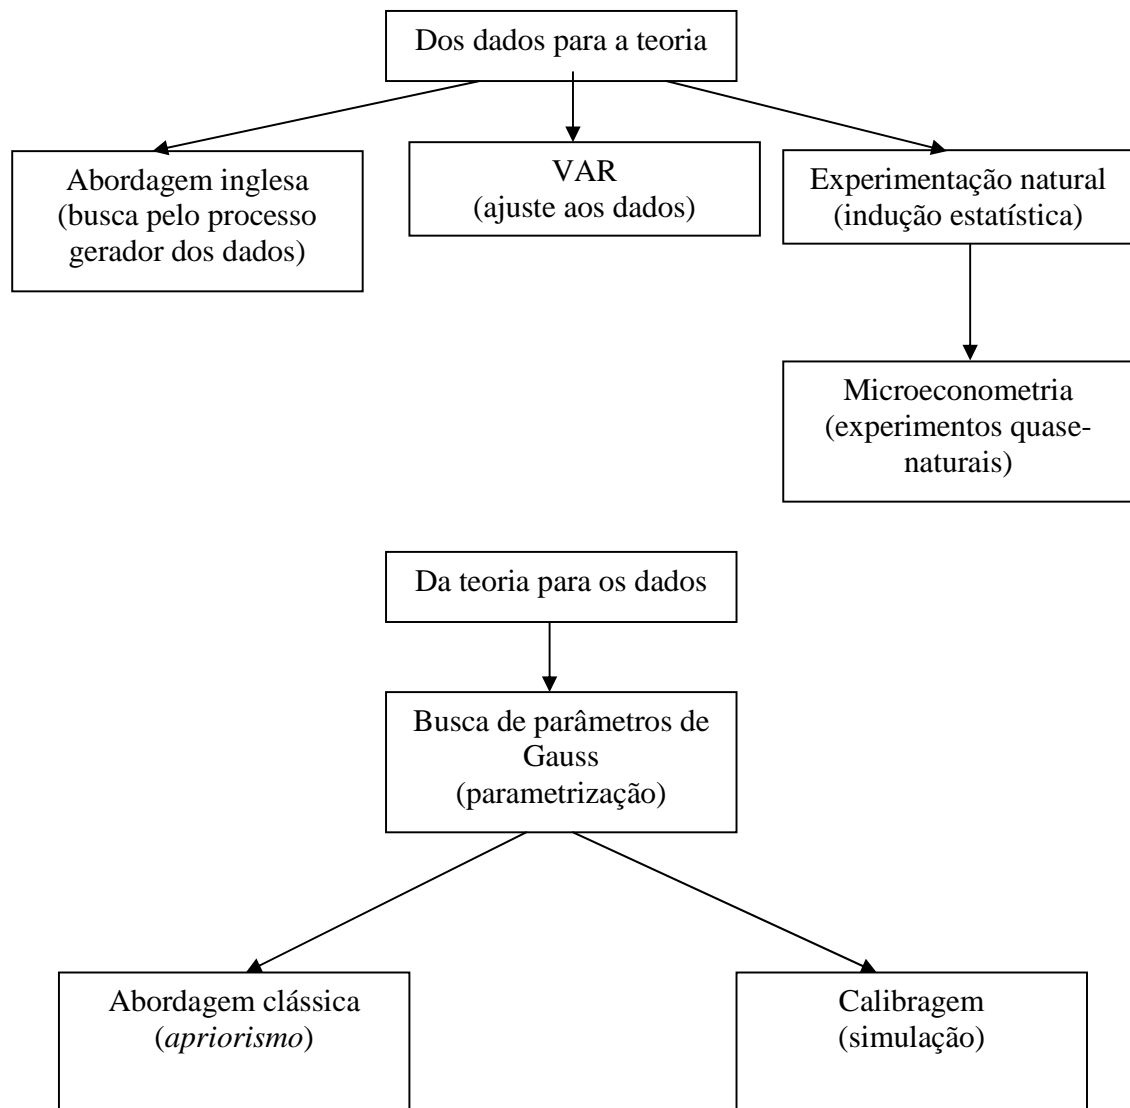 Dos dados para a teoria
Abordagem inglesa
(busca pelo processo
gerador dos dados)
VAR
(ajuste aos dados)
Experimentação natural
(indução estatística)
Microeconometria
(experimentos quase-
naturais)
Da teoria para os dados
Busca de parâmetros de
Gauss
(parametrização)
Abordagem clássica
(apriorismo)
Calibragem
(simulação)